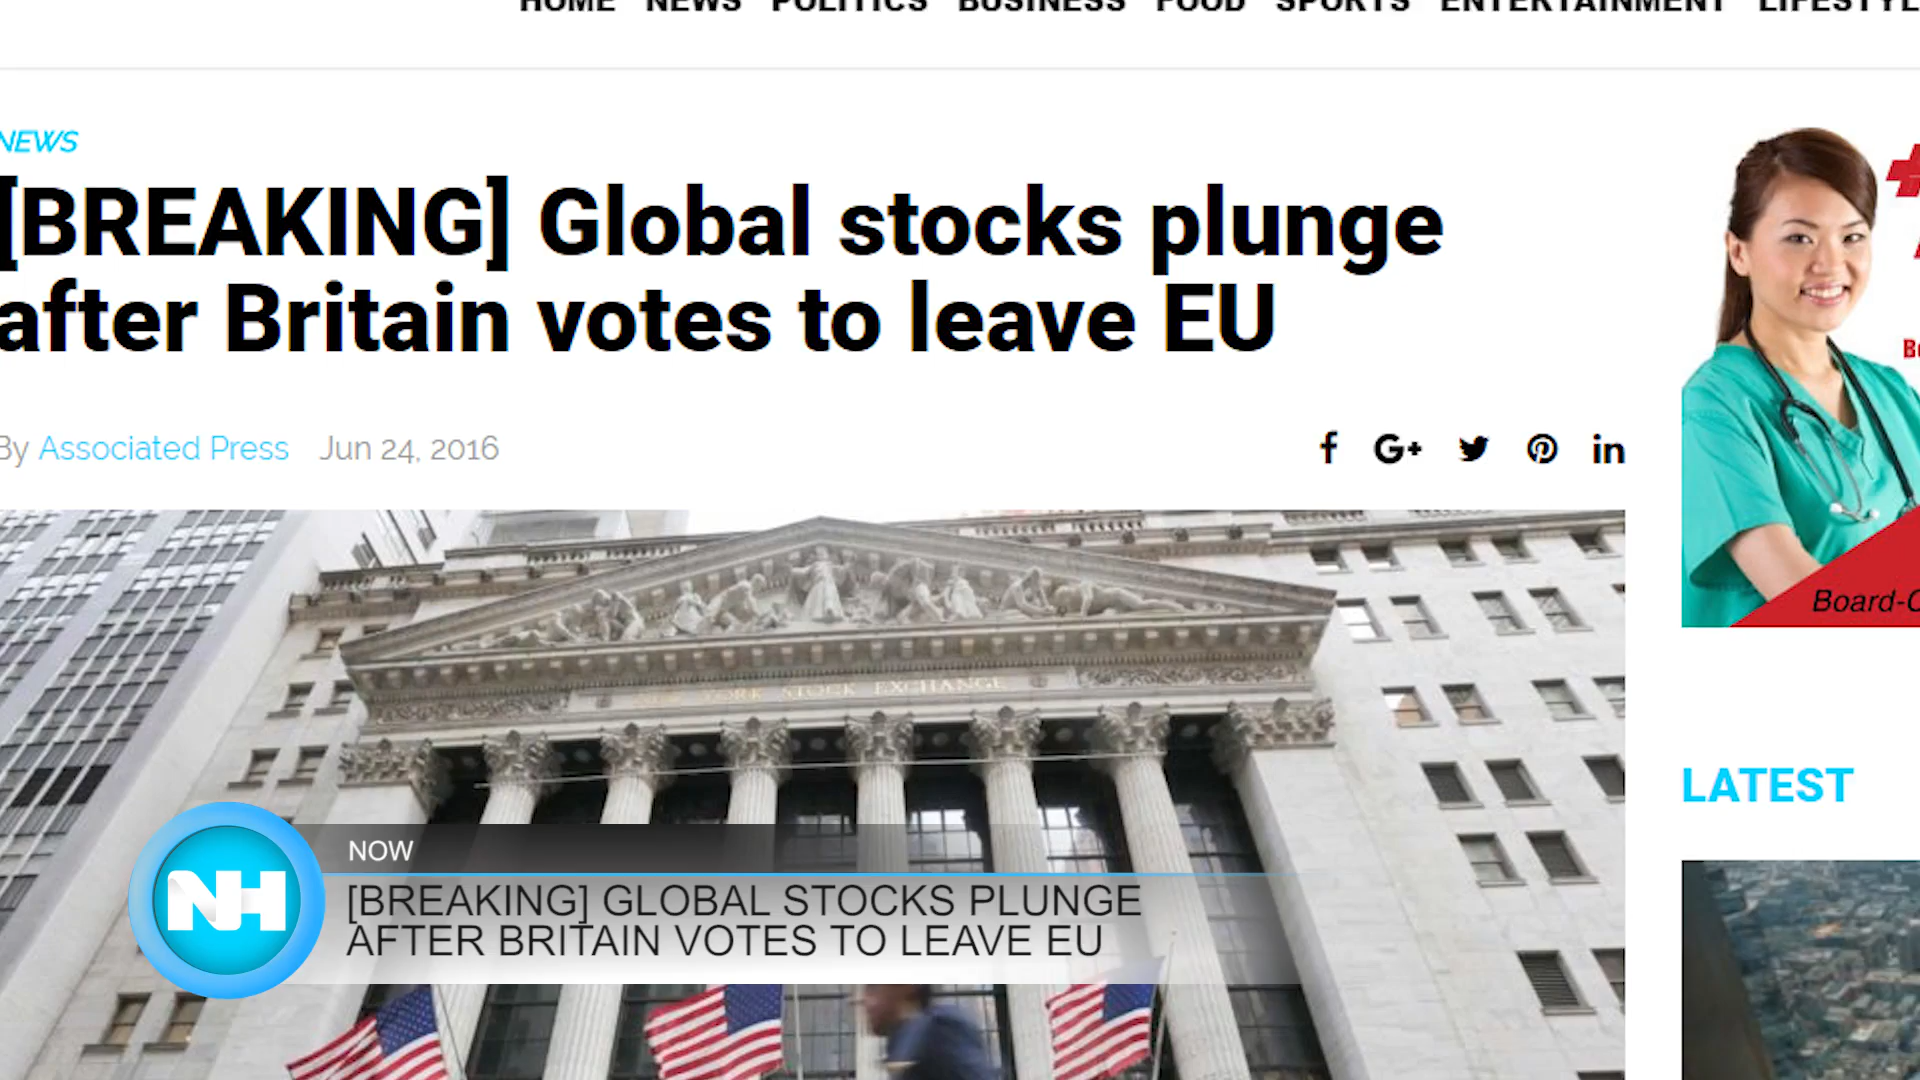 HOME NEWS POLITICS BUSINESS FOOD SPORTS ENTERTAINMENT
NEWS
[BREAKING] Global stocks plunge
after Britain votes to leave EU
By Associated Press Jun 24, 2016
f G+ in
Board-
YORK STOCK EXCHANGE
LATEST
NH
NOW
[BREAKING] GLOBAL STOCKS PLUNGE
AFTER BRITAIN VOTES TO LEAVE EU